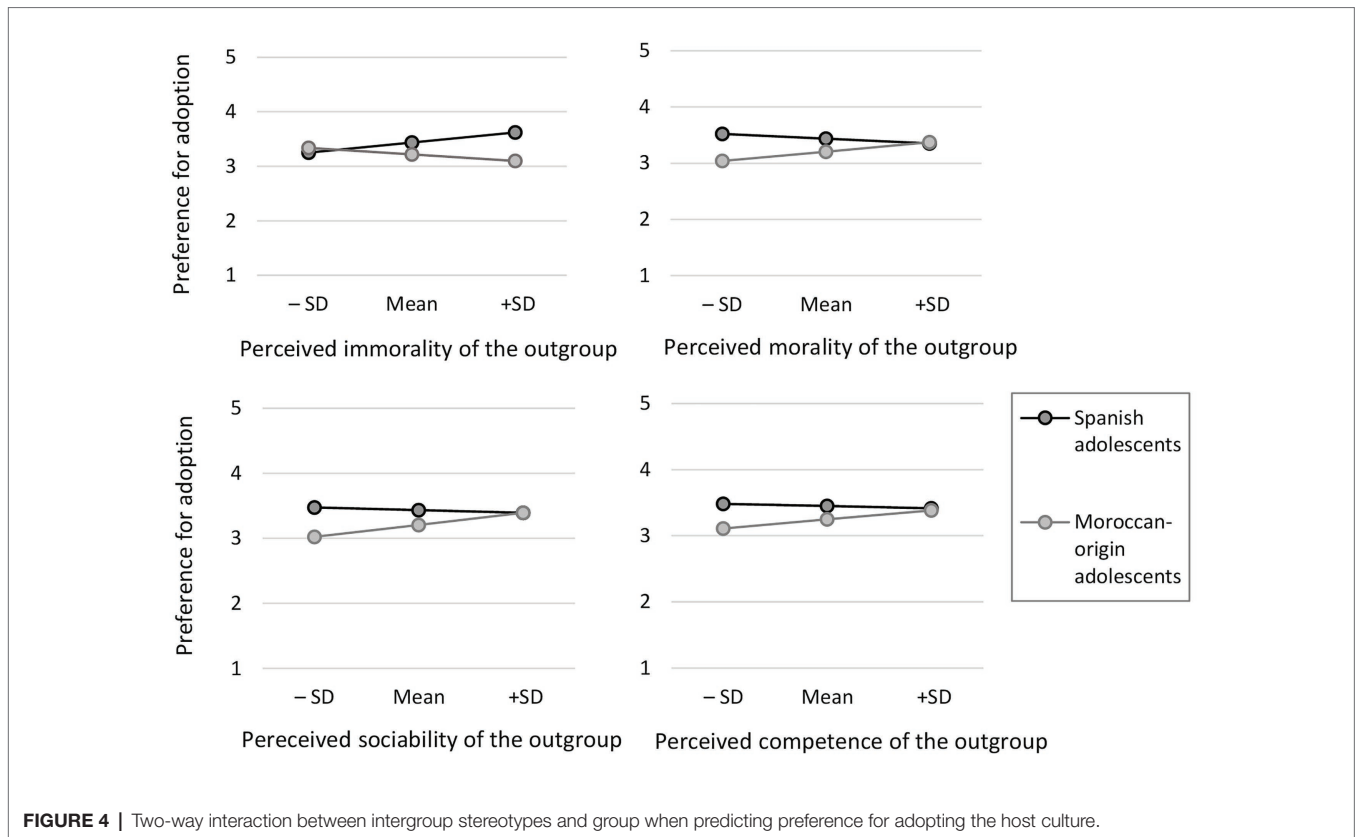 Preference for adoption
5
4
3
2
1
– SD Mean +SD
Perceived immorality of the outgroup
5
4
3
2
1
– SD Mean +SD
Perceived morality of the outgroup
Preference for adoption
5
4
3
2
1
– SD Mean +SD
Pereceived sociability of the outgroup
5
4
3
2
1
– SD Mean +SD
Perceived competence of the outgroup
Spanish
adolescents
Moroccan-
origin
adolescents
FIGURE 4 | Two-way interaction between intergroup stereotypes and group when predicting preference for adopting the host culture.